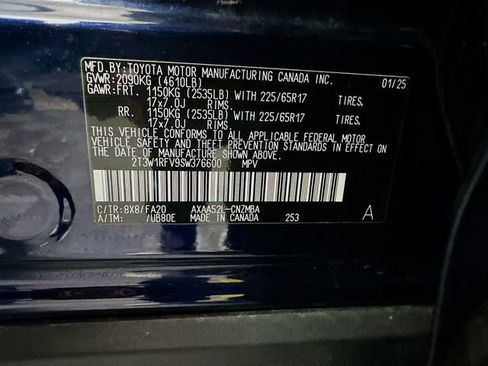 MFD.BY:TOYOTA MOTOR MANUFACTURING CANADA INC. 01/25
GVWR:2090KG (4610LB)
GAWR:FRT. 1150KG (2535LB) WITH 225/65R17 TIRES,
17x7.0J RIMS,
RR. 1150KG (2535LB) WITH 225/65R17 TIRES,
17x7.0J RIMS,
THIS VEHICLE CONFORMS TO ALL APPLICABLE FEDERAL MOTOR
VEHICLE SAFETY AND THEFT PREVENTION STANDARDS IN EFFECT
ON THE DATE OF MANUFACTURE SHOWN ABOVE.
2T3W1RFV9SW376600 MPV
C/TR:8X8/FA20 AXAA52L-CNZMBA
A/TM: /UB80E MADE IN CANADA 253 A